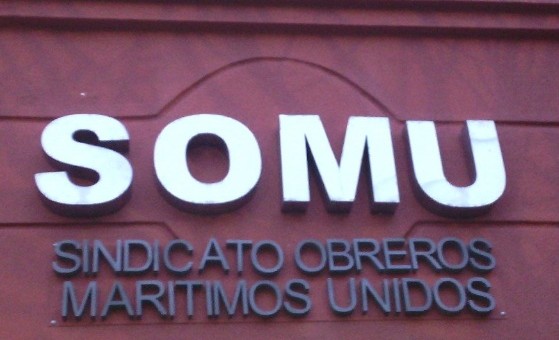 SOMU
SINDICATO OBREROS
MARITIMOS UNIDOS